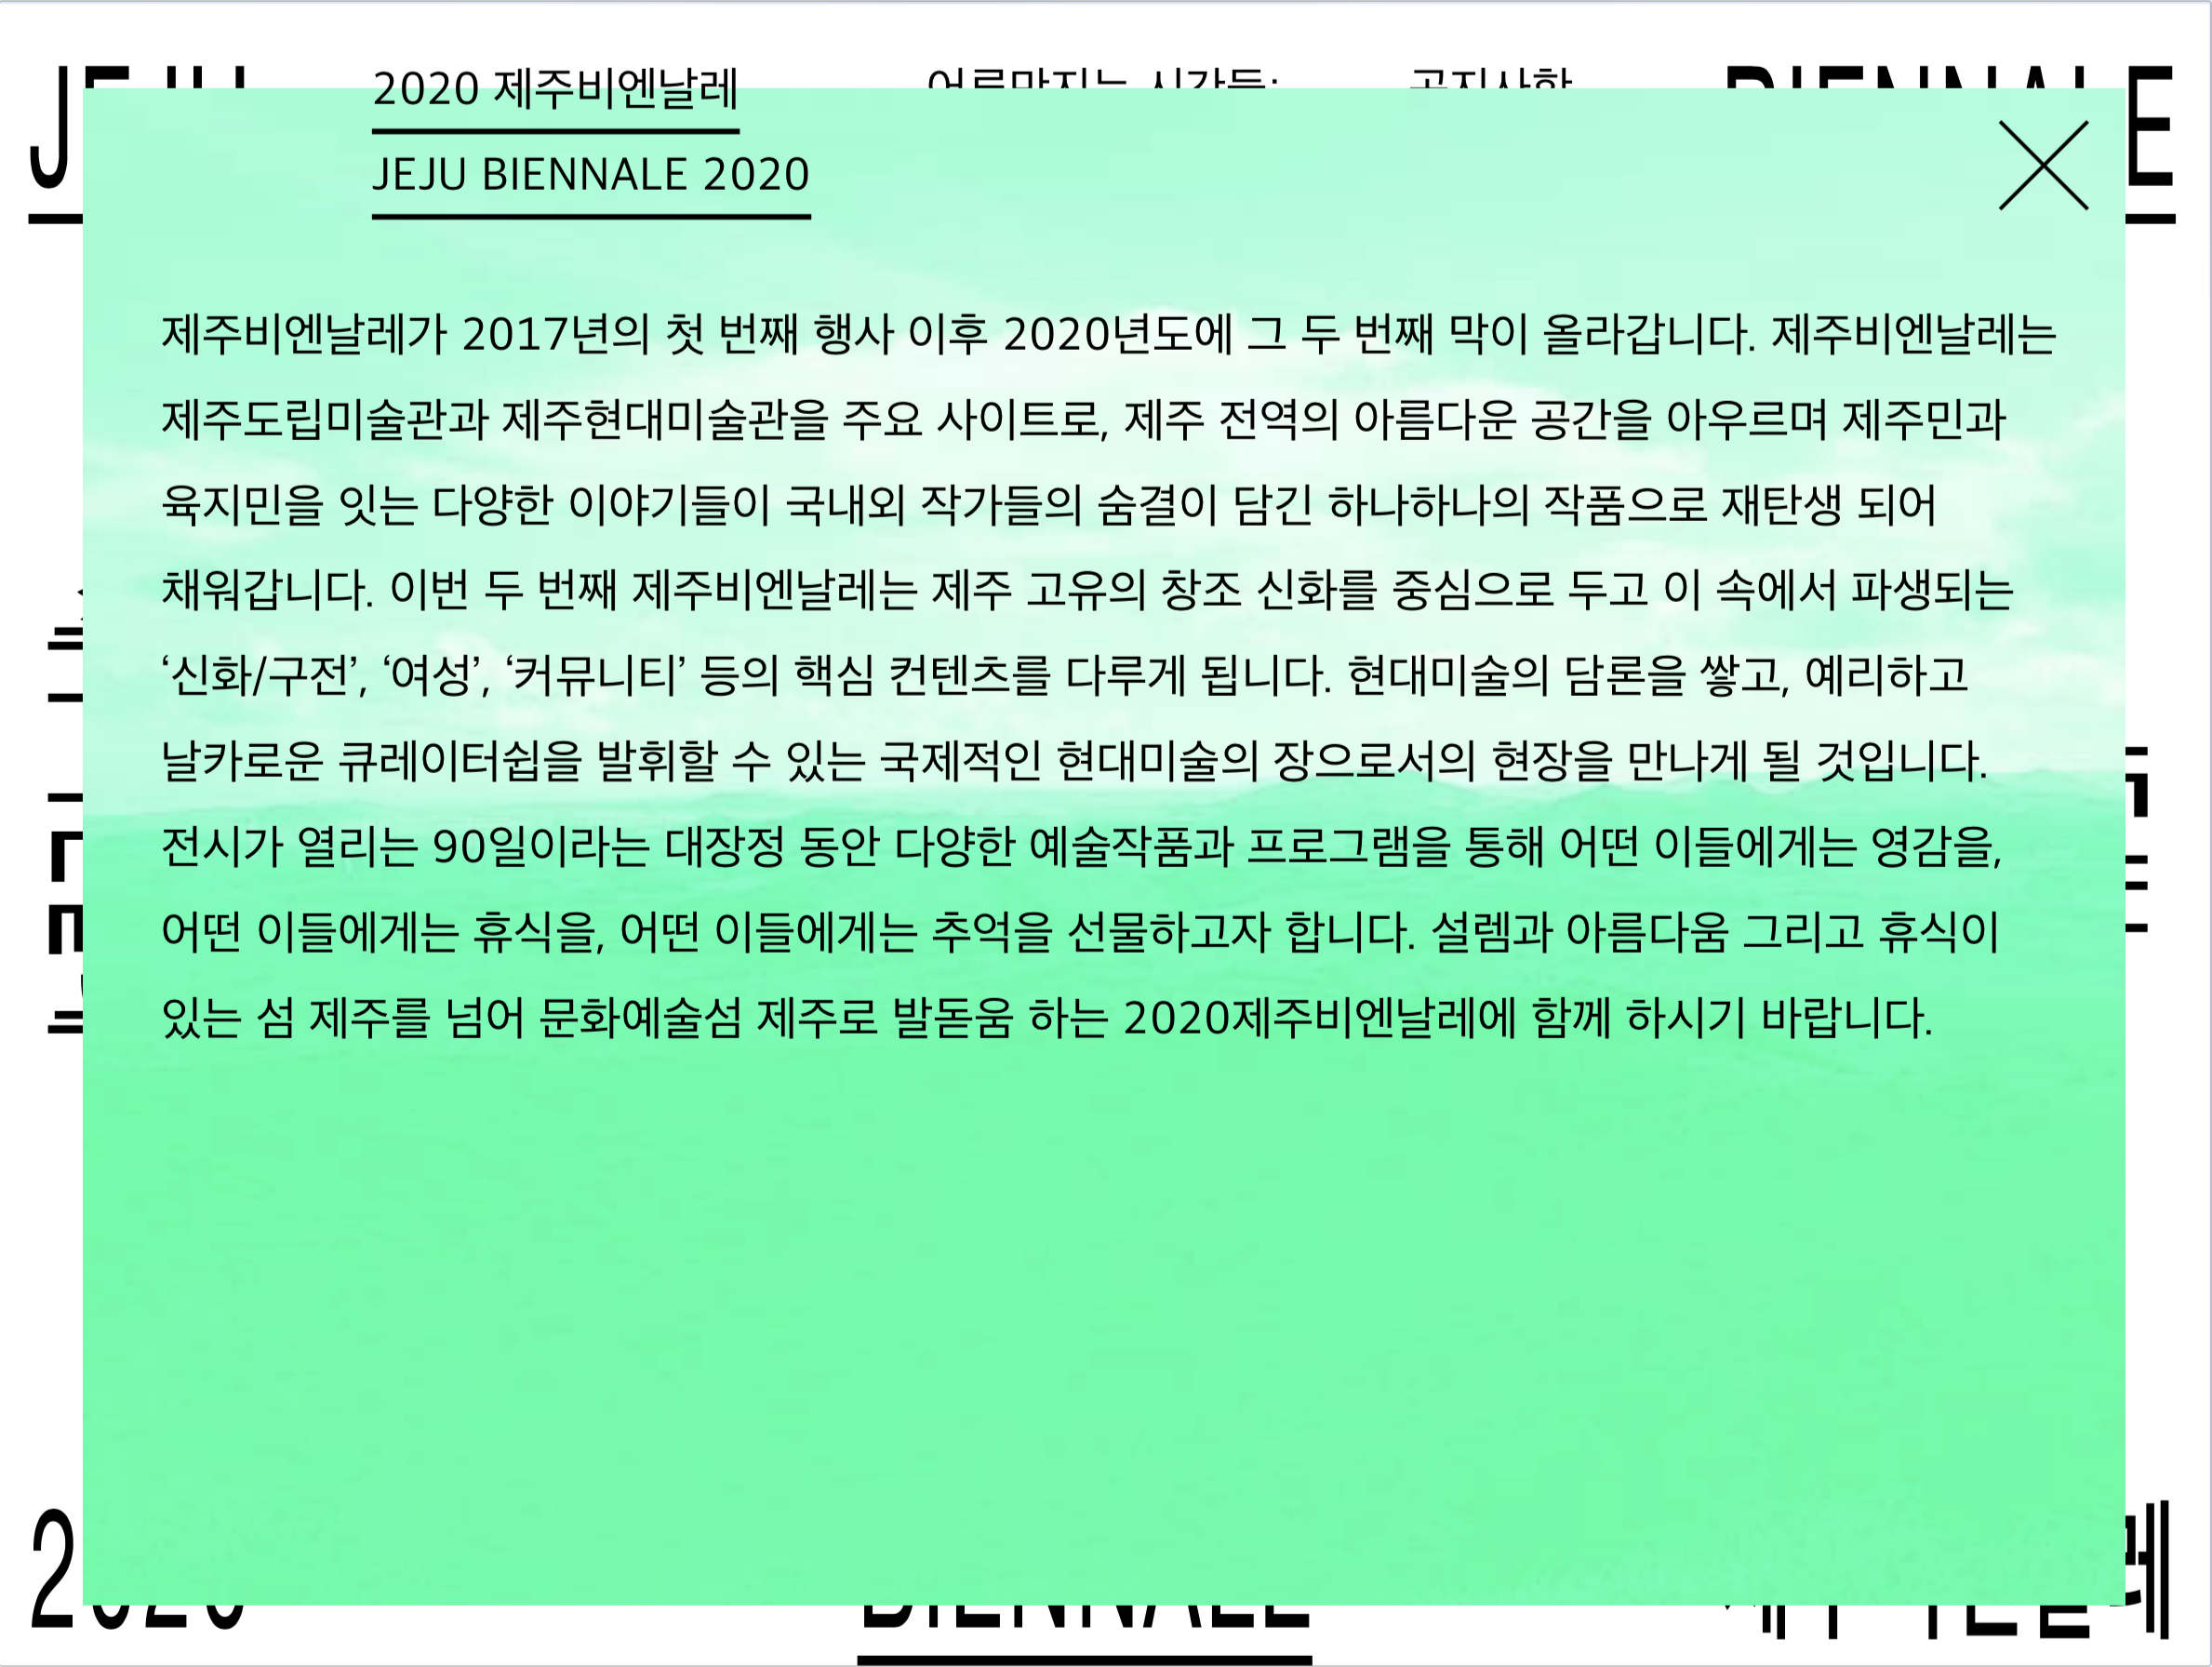 2020 제주비엔날레
JEJU BIENNALE 2020
제주비엔날레가 2017년의 첫 번째 행사 이후 2020년도에 그 두 번째 막이 올라갑니다. 제주비엔날레는
제주도립미술관과 제주현대미술관을 주요 사이트로, 제주 전역의 아름다운 공간을 아우르며 제주민과
육지민을 잇는 다양한 이야기들이 국내외 작가들의 숨결이 담긴 하나하나의 작품으로 재탄생 되어
채워갑니다. 이번 두 번째 제주비엔날레는 제주 고유의 창조 신화를 중심으로 두고 이 속에서 파생되는
‘신화/구전’, ‘여성’, ‘커뮤니티’ 등의 핵심 컨텐츠를 다루게 됩니다. 현대미술의 담론을 쌓고, 예리하고
날카로운 큐레이터쉽을 발휘할 수 있는 국제적인 현대미술의 장으로서의 현장을 만나게 될 것입니다.
전시가 열리는 90일이라는 대장정 동안 다양한 예술작품과 프로그램을 통해 어떤 이들에게는 영감을,
어떤 이들에게는 휴식을, 어떤 이들에게는 추억을 선물하고자 합니다. 설렘과 아름다움 그리고 휴식이
있는 섬 제주를 넘어 문화예술섬 제주로 발돋움 하는 2020제주비엔날레에 함께 하시기 바랍니다.